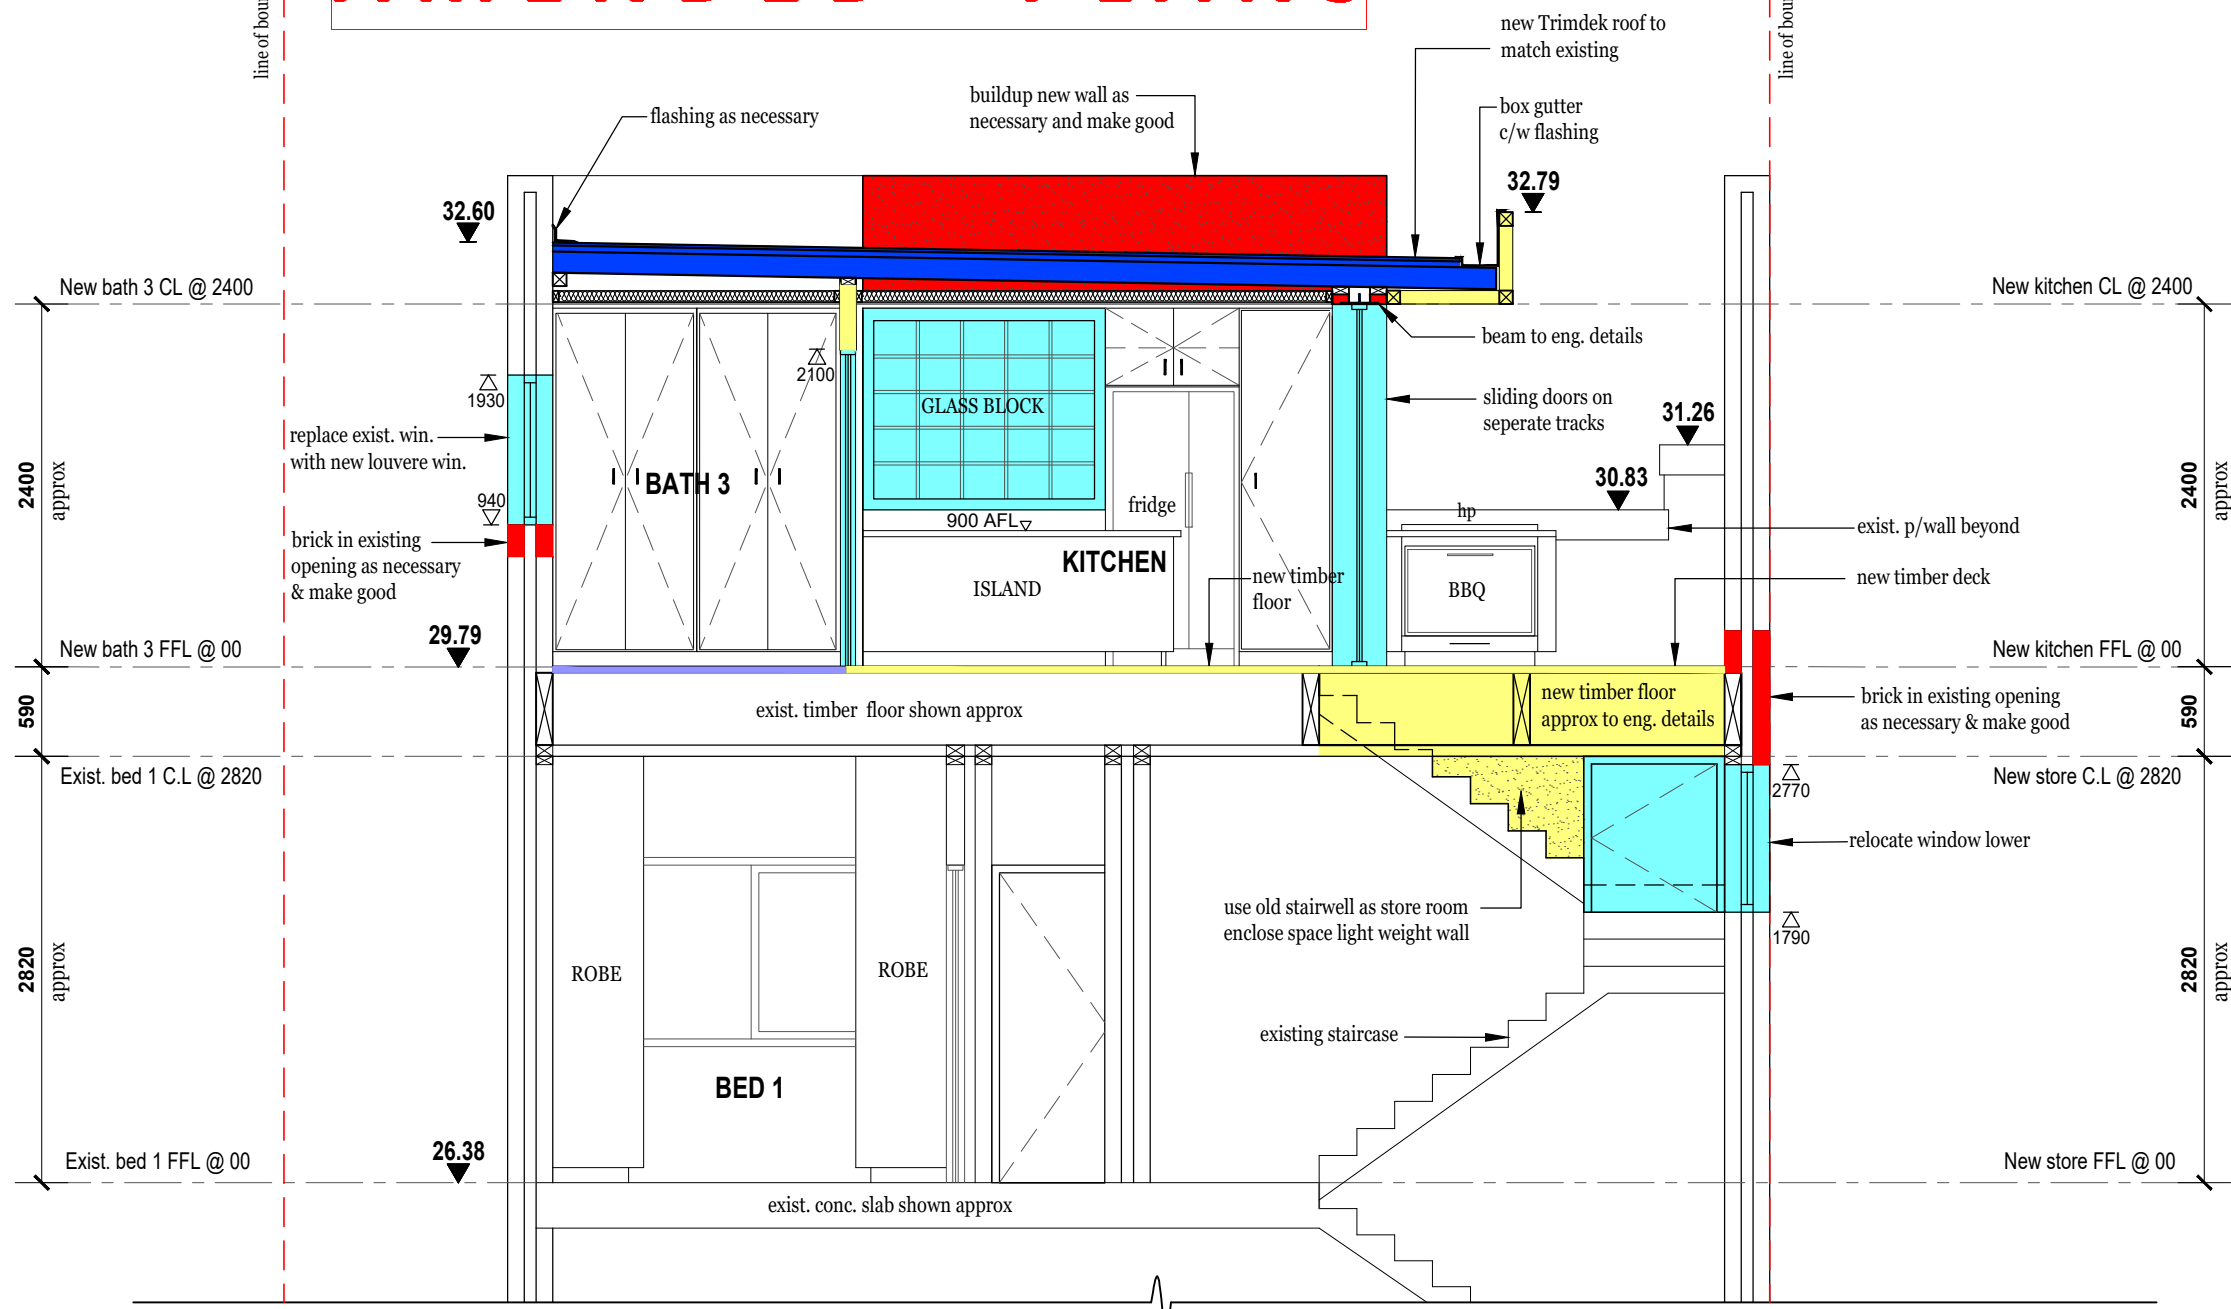 line of bou
line of bou
new Trimdek roof to
match existing
flashing as necessary
buildup new wall as
necessary and make good
box gutter
c/w flashing
32.60
32.79
New bath 3 CL @ 2400
New kitchen CL @ 2400
beam to eng. details
2100
1930
GLASS BLOCK
sliding doors on
seperate tracks
31.26
replace exist. win.
with new louvere win.
BATH 3
30.83
2400
approx
2400
approx
940
fridge
hp
900 AFL
exist. p/wall beyond
brick in existing
opening as necessary
& make good
KITCHEN
ISLAND
new timber
floor
BBQ
new timber deck
29.79
New bath 3 FFL @ 00
New kitchen FFL @ 00
590
590
exist. timber floor shown approx
new timber floor
approx to eng. details
brick in existing opening
as necessary & make good
Exist. bed 1 C.L @ 2820
New store C.L @ 2820
2770
relocate window lower
use old stairwell as store room
enclose space light weight wall
1790
2820
approx
2820
approx
ROBE
ROBE
existing staircase
BED 1
26.38
Exist. bed 1 FFL @ 00
New store FFL @ 00
exist. conc. slab shown approx